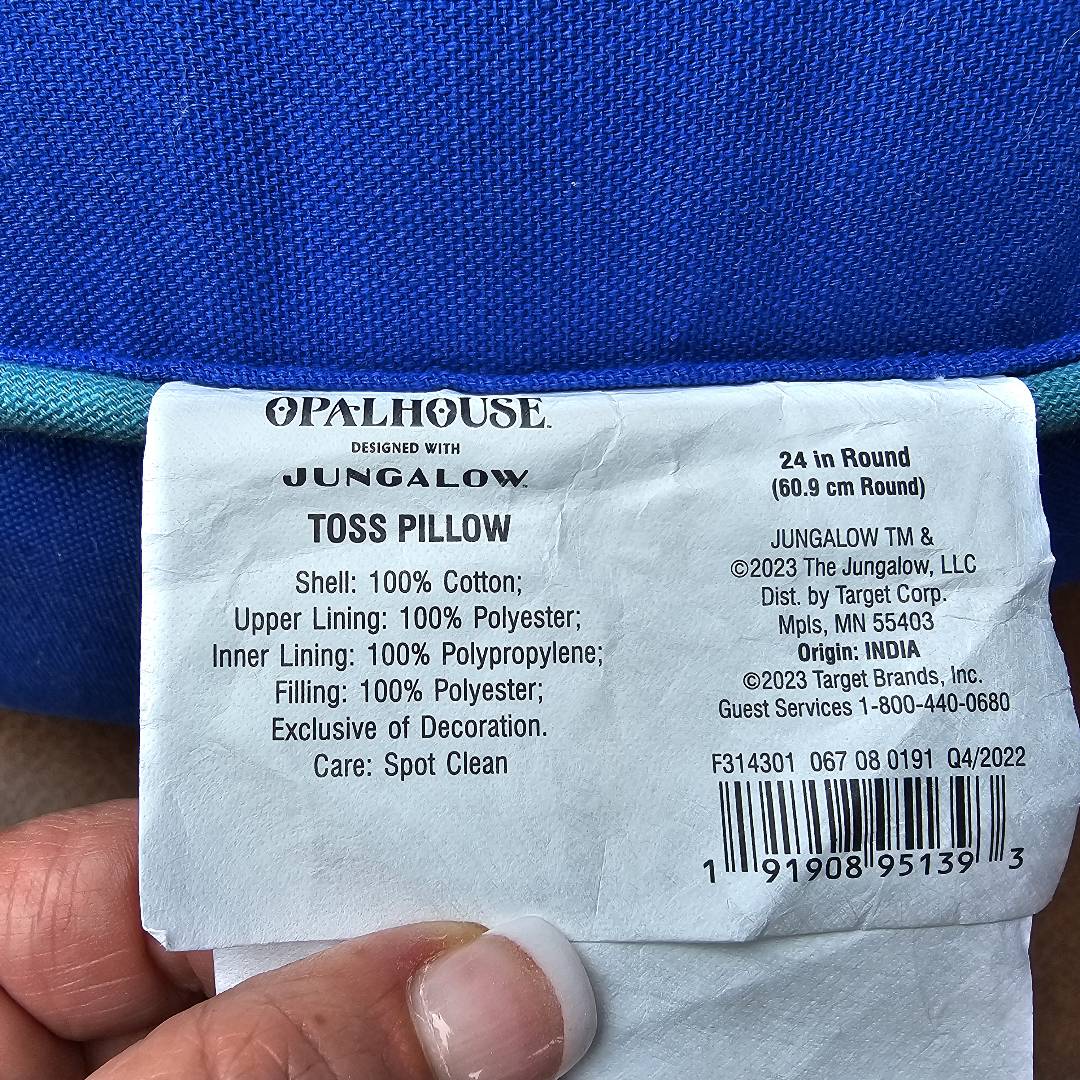 OPALHOUSE™
DESIGNED WITH
JUNGALOW™
TOSS PILLOW
Shell: 100% Cotton;
Upper Lining: 100% Polyester;
Inner Lining: 100% Polypropylene;
Filling: 100% Polyester;
Exclusive of Decoration.
Care: Spot Clean
24 in Round
(60.9 cm Round)
JUNGALOW TM &
©2023 The Jungalow, LLC
Dist. by Target Corp.
Mpls, MN 55403
Origin: INDIA
©2023 Target Brands, Inc.
Guest Services 1-800-440-0680
F314301 067 08 0191 Q4/2022
1 91908 95139 3